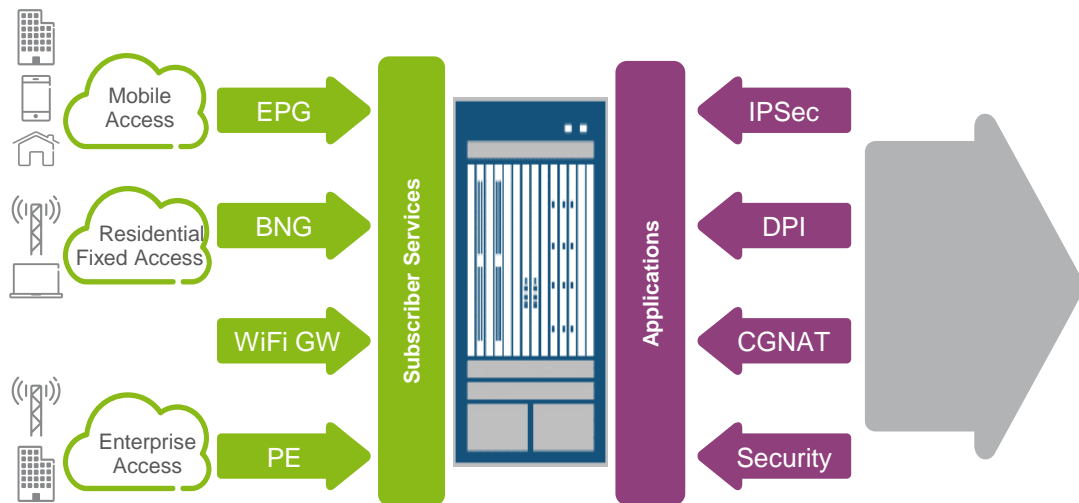 Mobile
Access
EPG
IPSec
Residential
Fixed Access
BNG
DPI
Subscriber Services
Applications
WiFi GW
CGNAT
Enterprise
Access
PE
Security